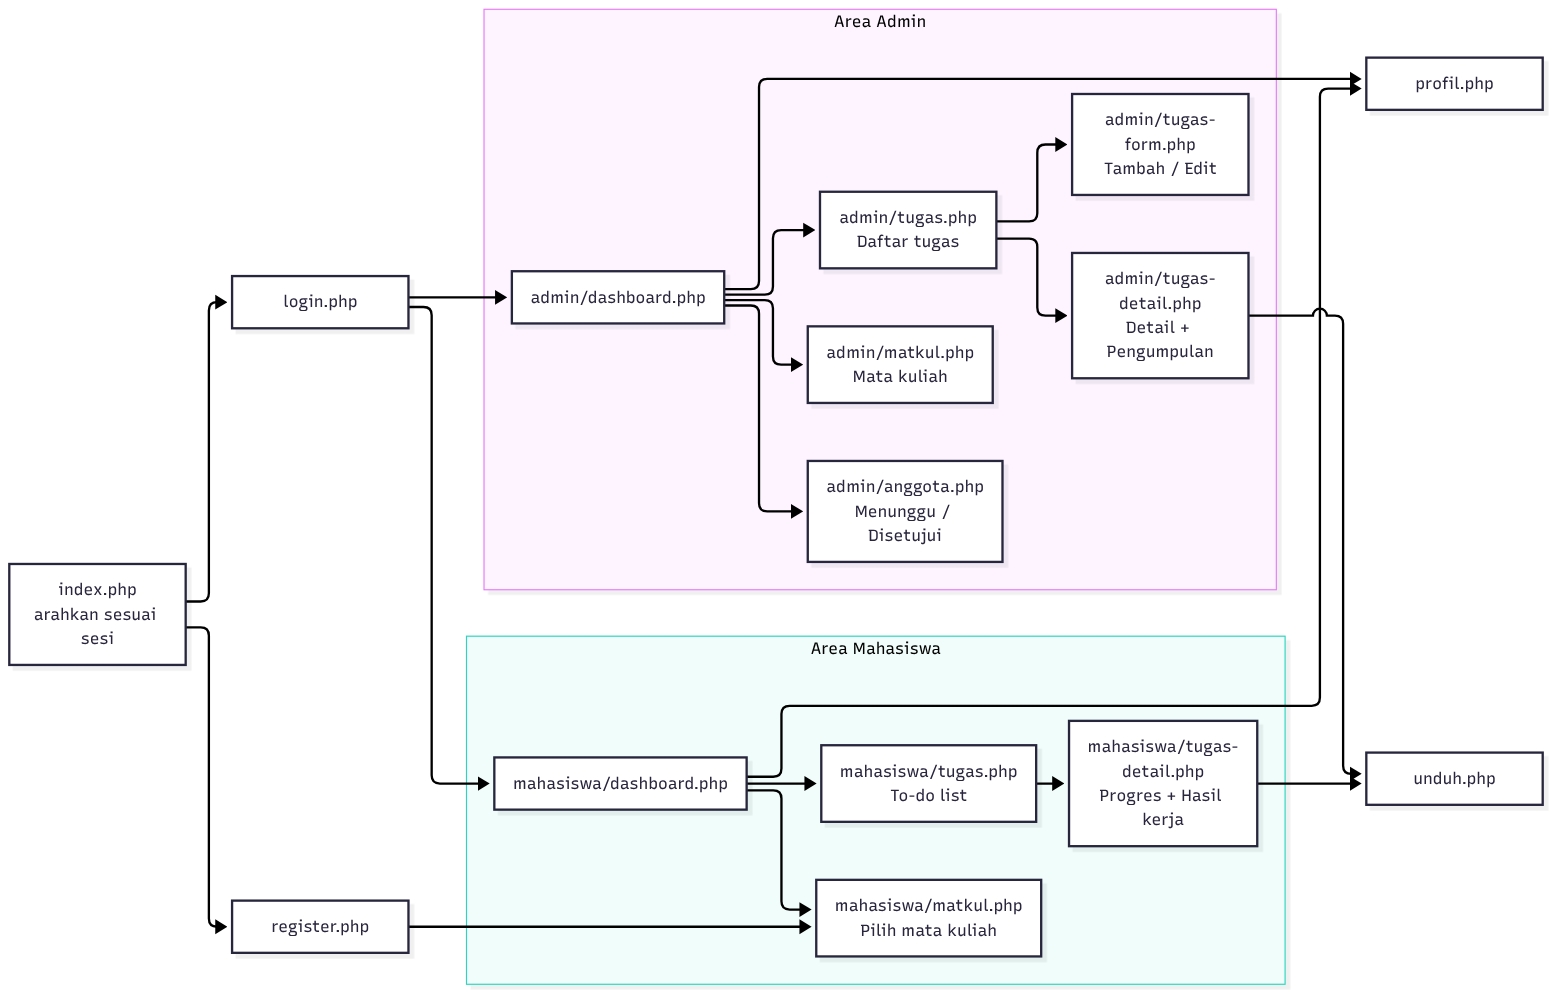 Area Admin
profil.php
admin/tugas-
form.php
Tambah / Edit
admin/tugas.php
Daftar tugas
admin/tugas-
detail.php
Detail +
Pengumpulan
login.php
admin/dashboard.php
admin/matkul.php
Mata kuliah
admin/anggota.php
Menunggu /
Disetujui
index.php
arahkan sesuai
sesi
Area Mahasiswa
mahasiswa/dashboard.php
mahasiswa/tugas.php
To-do list
mahasiswa/tugas-
detail.php
Progres + Hasil
kerja
unduh.php
register.php
mahasiswa/matkul.php
Pilih mata kuliah